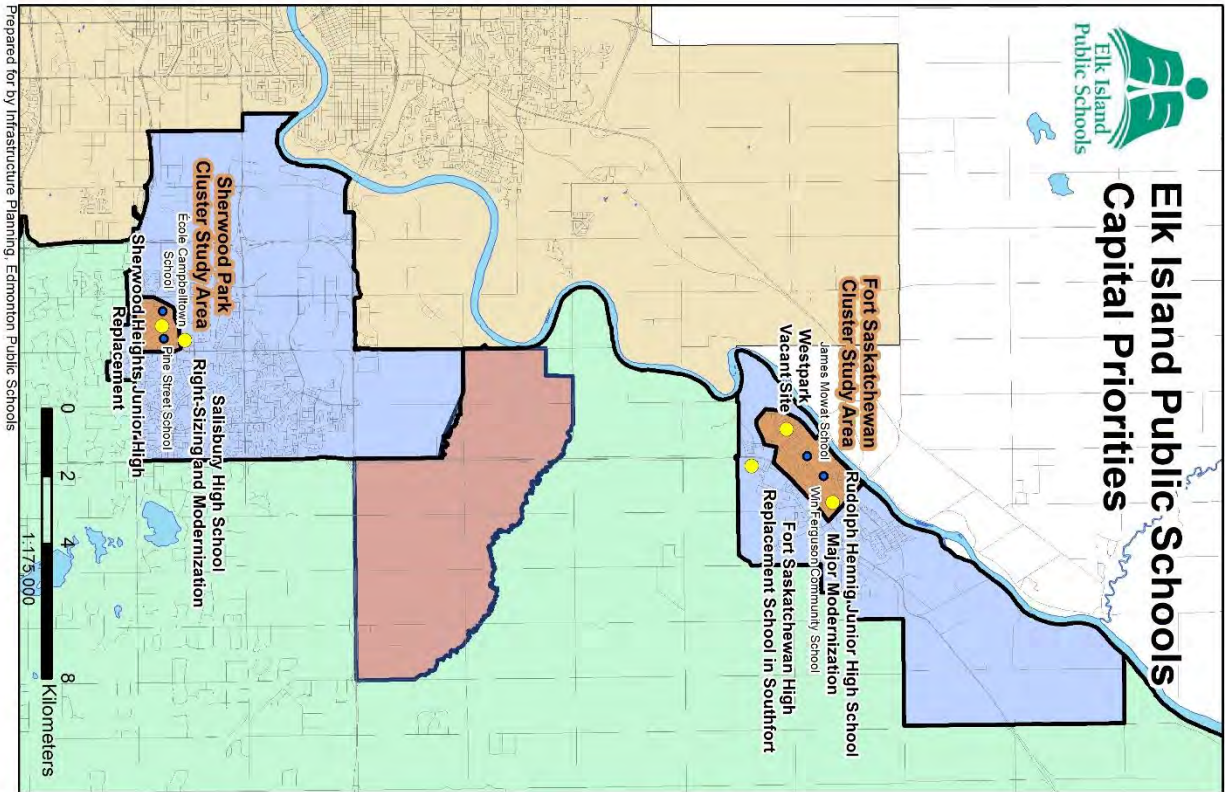 Elk Island
Public Schools
Elk Island Public Schools
Capital Priorities
Fort Saskatchewan
Cluster Study Area
James Mowat School
Westpark
Vacant Site
Rudolph Hennig Junior High School
Major Modernization
Win Ferguson Community School
Fort Saskatchewan High
Replacement School in Southfort
Sherwood Park
Cluster Study Area
École Campbelltown
School
Salisbury High School
Right-Sizing and Modernization
Pine Street School
Sherwood Heights Junior High
Replacement
0 2 4 8
Kilometers
1:175,000
Prepared for by Infrastructure Planning, Edmonton Public Schools